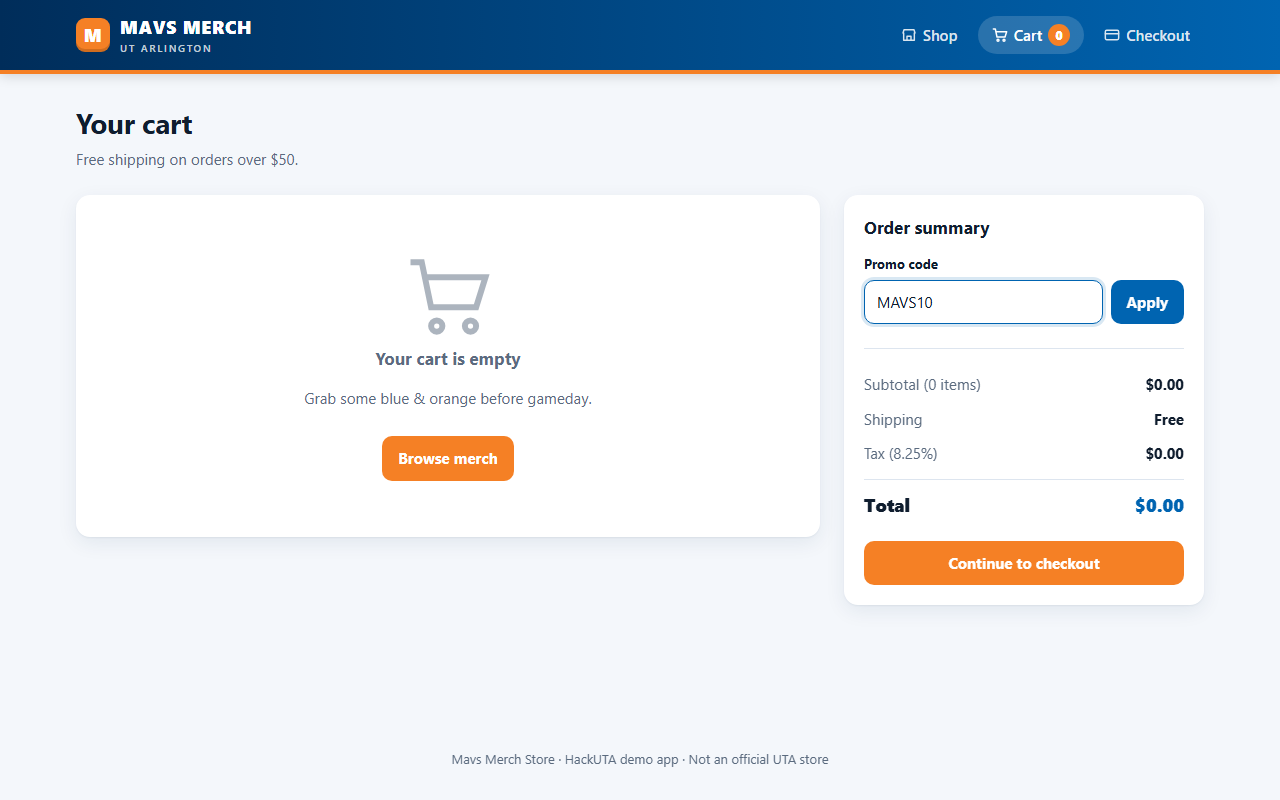 M
MAVS MERCH
UT ARLINGTON
Shop
Cart 0
Checkout
Your cart
Free shipping on orders over $50.
Your cart is empty
Grab some blue & orange before gameday.
Browse merch
Order summary
Promo code
MAVS10
Apply
Subtotal (0 items) $0.00
Shipping Free
Tax (8.25%) $0.00
Total $0.00
Continue to checkout
Mavs Merch Store · HackUTA demo app · Not an official UTA store